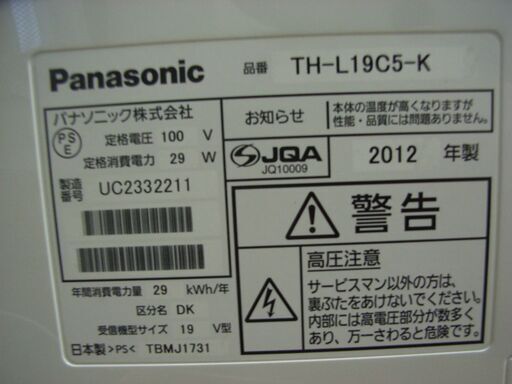 Panasonic 品番 TH-L19C5-K
パナソニック株式会社
PS
E
定格電圧 100 V
定格消費電力 29 W
製造
番号 UC2332211
お知らせ
本体の温度が高くなりますが
性能・品質には問題ありません。
JQA
JQ10009
2012 年製
警告
高圧注意
サービスマン以外の方は、
裏ぶたをあけないでください。
内部には高電圧部分が数多く
あり、万一さわると危険です。
年間消費電力量 29 kWh/年
区分名 DK
受信機型サイズ 19 V型
日本製 >PS< TBMJ1731